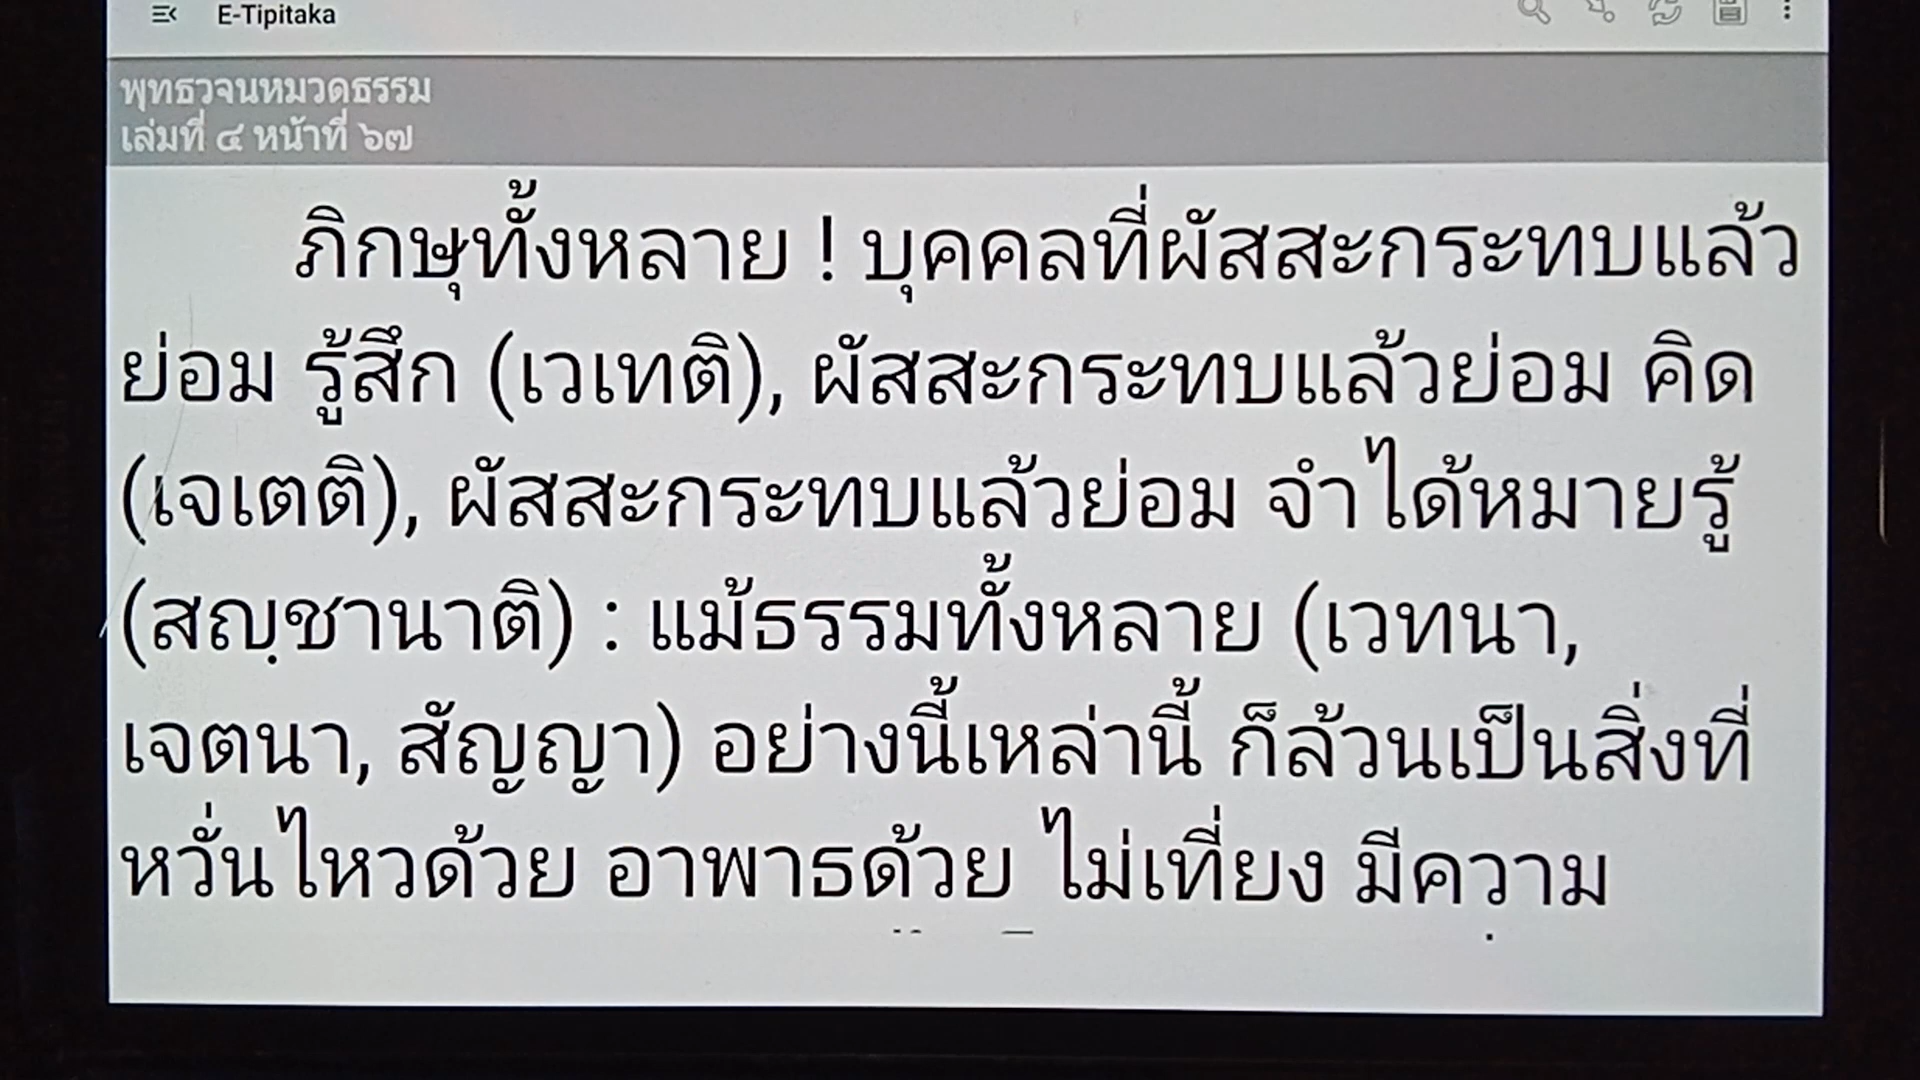 E-Tipitaka
พุทธวจนหมวดธรรม
เล่มที่ ๔ หน้าที่ ๖๗
ภิกษุทั้งหลาย ! บุคคลที่ผัสสะกระทบแล้ว
ย่อม รู้สึก (เวเทติ), ผัสสะกระทบแล้วย่อม คิด
(เจเตติ), ผัสสะกระทบแล้วย่อม จำได้หมายรู้
(สญฺชานาติ) : แม้ธรรมทั้งหลาย (เวทนา,
เจตนา, สัญญา) อย่างนี้เหล่านี้ ก็ล้วนเป็นสิ่งที่
หวั่นไหวด้วย อาพาธด้วย ไม่เที่ยง มีความ